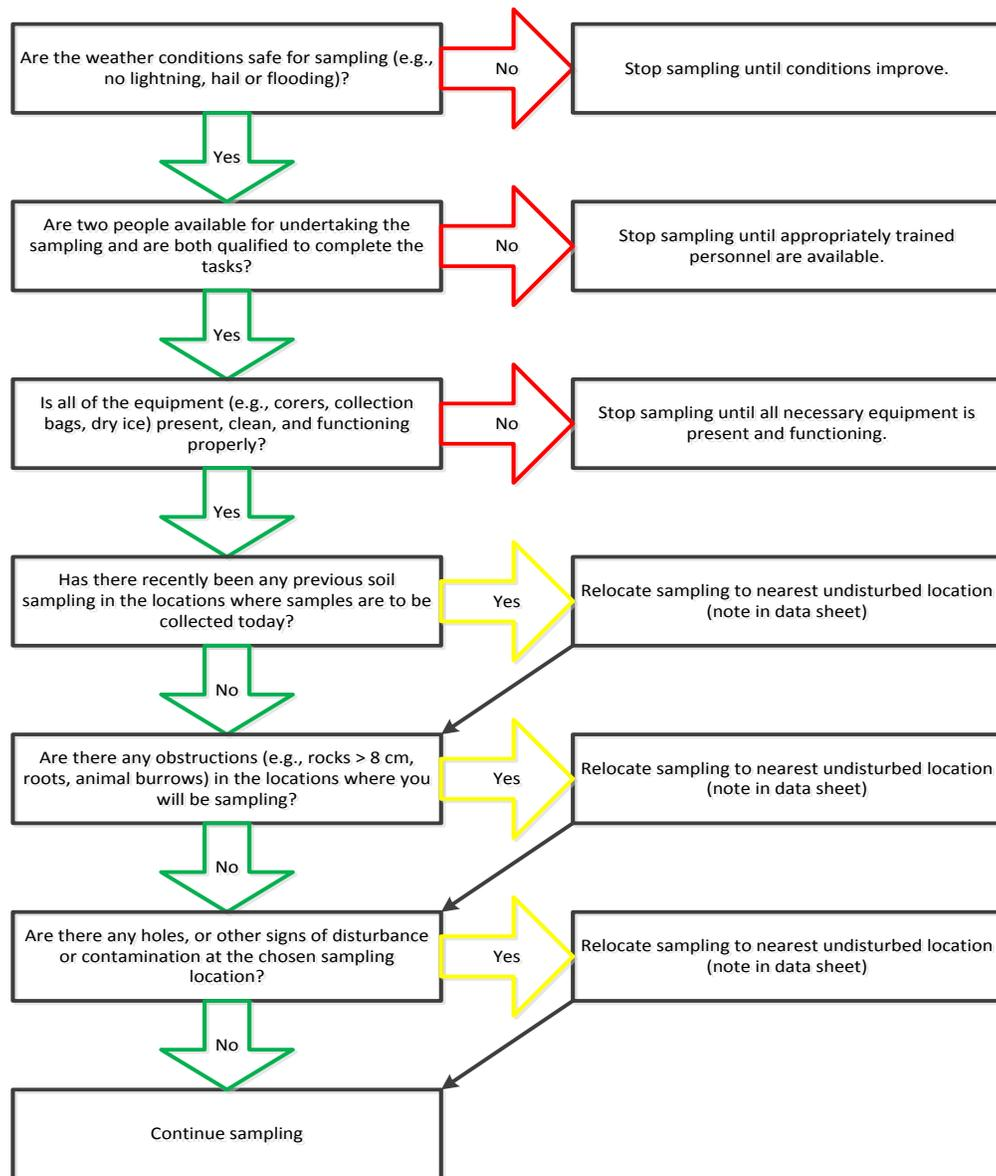 Are the weather conditions safe for sampling (e.g.,
no lightning, hail or flooding)?
No
Stop sampling until conditions improve.
Yes
Are two people available for undertaking the
sampling and are both qualified to complete the
tasks?
No
Stop sampling until appropriately trained
personnel are available.
Yes
Is all of the equipment (e.g., corers, collection
bags, dry ice) present, clean, and functioning
properly?
No
Stop sampling until all necessary equipment is
present and functioning.
Yes
Has there recently been any previous soil
sampling in the locations where samples are to be
collected today?
Yes
Relocate sampling to nearest undisturbed location
(note in data sheet)
No
Are there any obstructions (e.g., rocks > 8 cm,
roots, animal burrows) in the locations where you
will be sampling?
Yes
Relocate sampling to nearest undisturbed location
(note in data sheet)
No
Are there any holes, or other signs of disturbance
or contamination at the chosen sampling
location?
Yes
Relocate sampling to nearest undisturbed location
(note in data sheet)
No
Continue sampling